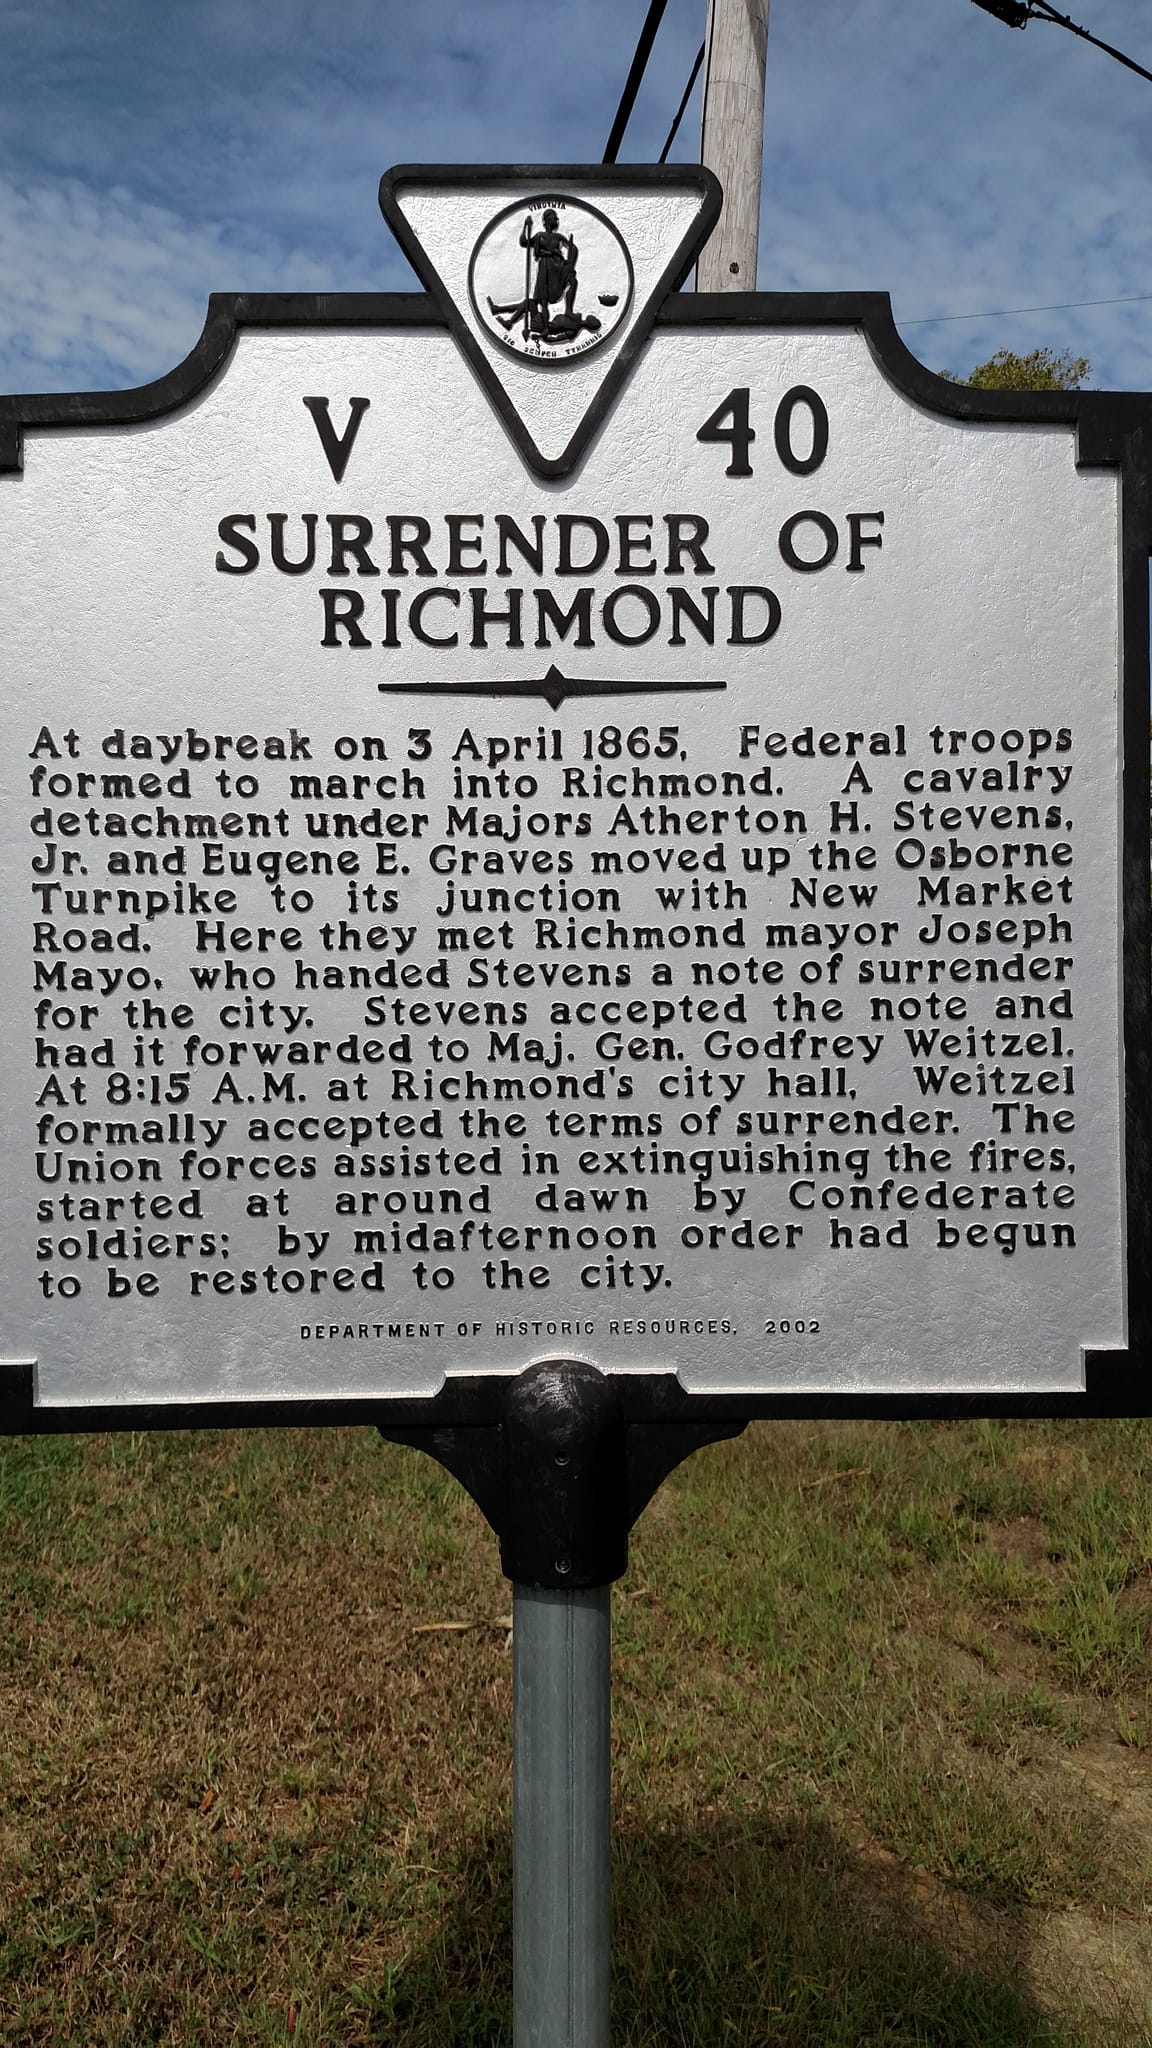 VIRGINIA
SIC SEMPER TYRANNIS
V 40
SURRENDER OF
RICHMOND
At daybreak on 3 April 1865, Federal troops
formed to march into Richmond. A cavalry
detachment under Majors Atherton H. Stevens,
Jr. and Eugene E. Graves moved up the Osborne
Turnpike to its junction with New Market
Road. Here they met Richmond mayor Joseph
Mayo, who handed Stevens a note of surrender
for the city. Stevens accepted the note and
had it forwarded to Maj. Gen. Godfrey Weitzel.
At 8:15 A.M. at Richmond's city hall, Weitzel
formally accepted the terms of surrender. The
Union forces assisted in extinguishing the fires,
started at around dawn by Confederate
soldiers; by midafternoon order had begun
to be restored to the city.
DEPARTMENT OF HISTORIC RESOURCES, 2002